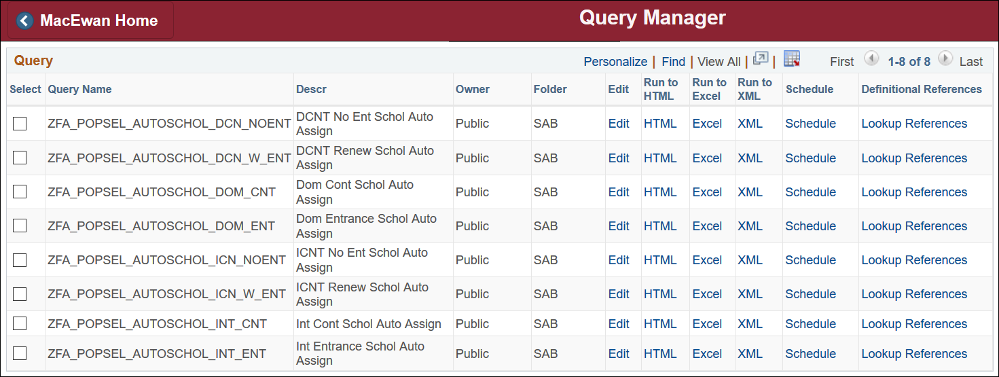 MacEwan Home
Query Manager
Query
Personalize | Find | View All | |
First 1-8 of 8 Last
Select Query Name Descr Owner Folder Edit Run to HTML Run to Excel Run to XML Schedule Definitional References
ZFA_POPSEL_AUTOSCHOL_DCN_NOENT DCNT No Ent Schol Auto Assign Public SAB Edit HTML Excel XML Schedule Lookup References
ZFA_POPSEL_AUTOSCHOL_DCN_W_ENT DCNT Renew Schol Auto Assign Public SAB Edit HTML Excel XML Schedule Lookup References
ZFA_POPSEL_AUTOSCHOL_DOM_CNT Dom Cont Schol Auto Assign Public SAB Edit HTML Excel XML Schedule Lookup References
ZFA_POPSEL_AUTOSCHOL_DOM_ENT Dom Entrance Schol Auto Assign Public SAB Edit HTML Excel XML Schedule Lookup References
ZFA_POPSEL_AUTOSCHOL_ICN_NOENT ICNT No Ent Schol Auto Assign Public SAB Edit HTML Excel XML Schedule Lookup References
ZFA_POPSEL_AUTOSCHOL_ICN_W_ENT ICNT Renew Schol Auto Assign Public SAB Edit HTML Excel XML Schedule Lookup References
ZFA_POPSEL_AUTOSCHOL_INT_CNT Int Cont Schol Auto Assign Public SAB Edit HTML Excel XML Schedule Lookup References
ZFA_POPSEL_AUTOSCHOL_INT_ENT Int Entrance Schol Auto Assign Public SAB Edit HTML Excel XML Schedule Lookup References